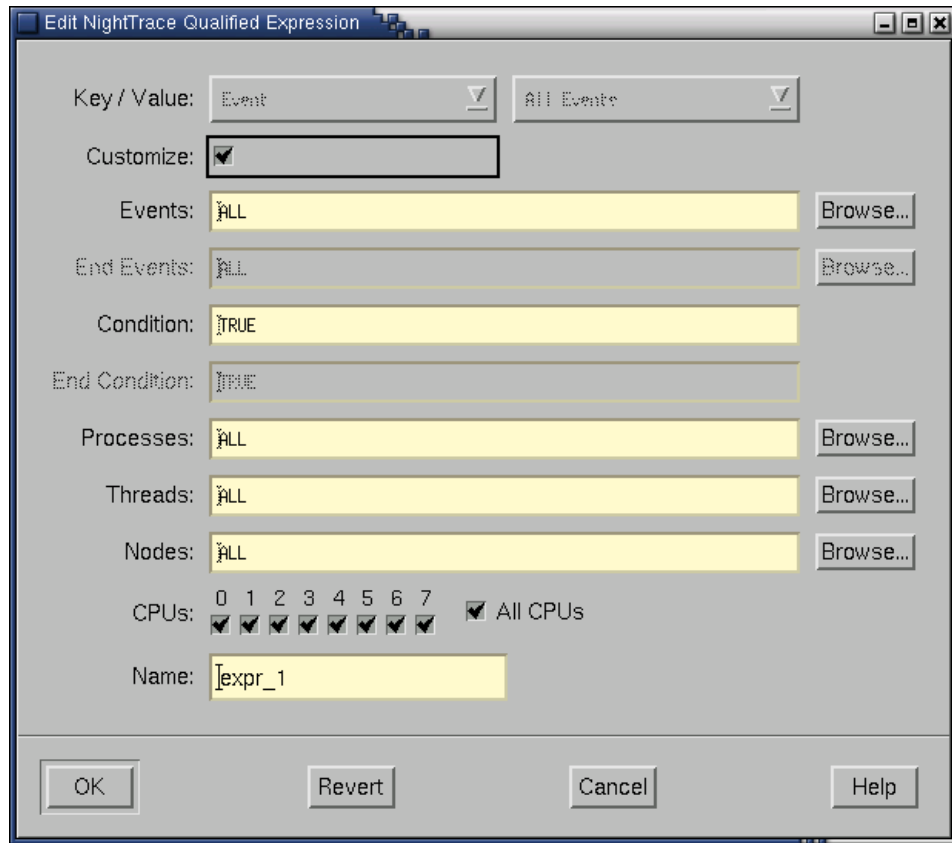 Edit NightTrace Qualified Expression
Key / Value: Event All Events
Customize:
Events: ALL Browse...
End Events: ALL Browse...
Condition: TRUE
End Condition: TRUE
Processes: ALL Browse...
Threads: ALL Browse...
Nodes: ALL Browse...
0 1 2 3 4 5 6 7
CPUs: All CPUs
Name: expr_1
OK Revert Cancel Help